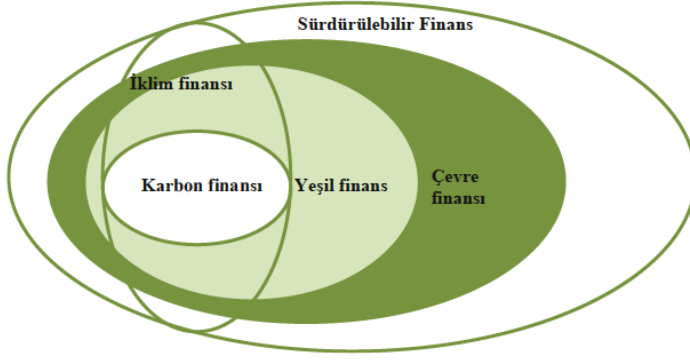 Sürdürülebilir Finans
İklim finansı
Karbon finansı
Yeşil finans
Çevre
finansı